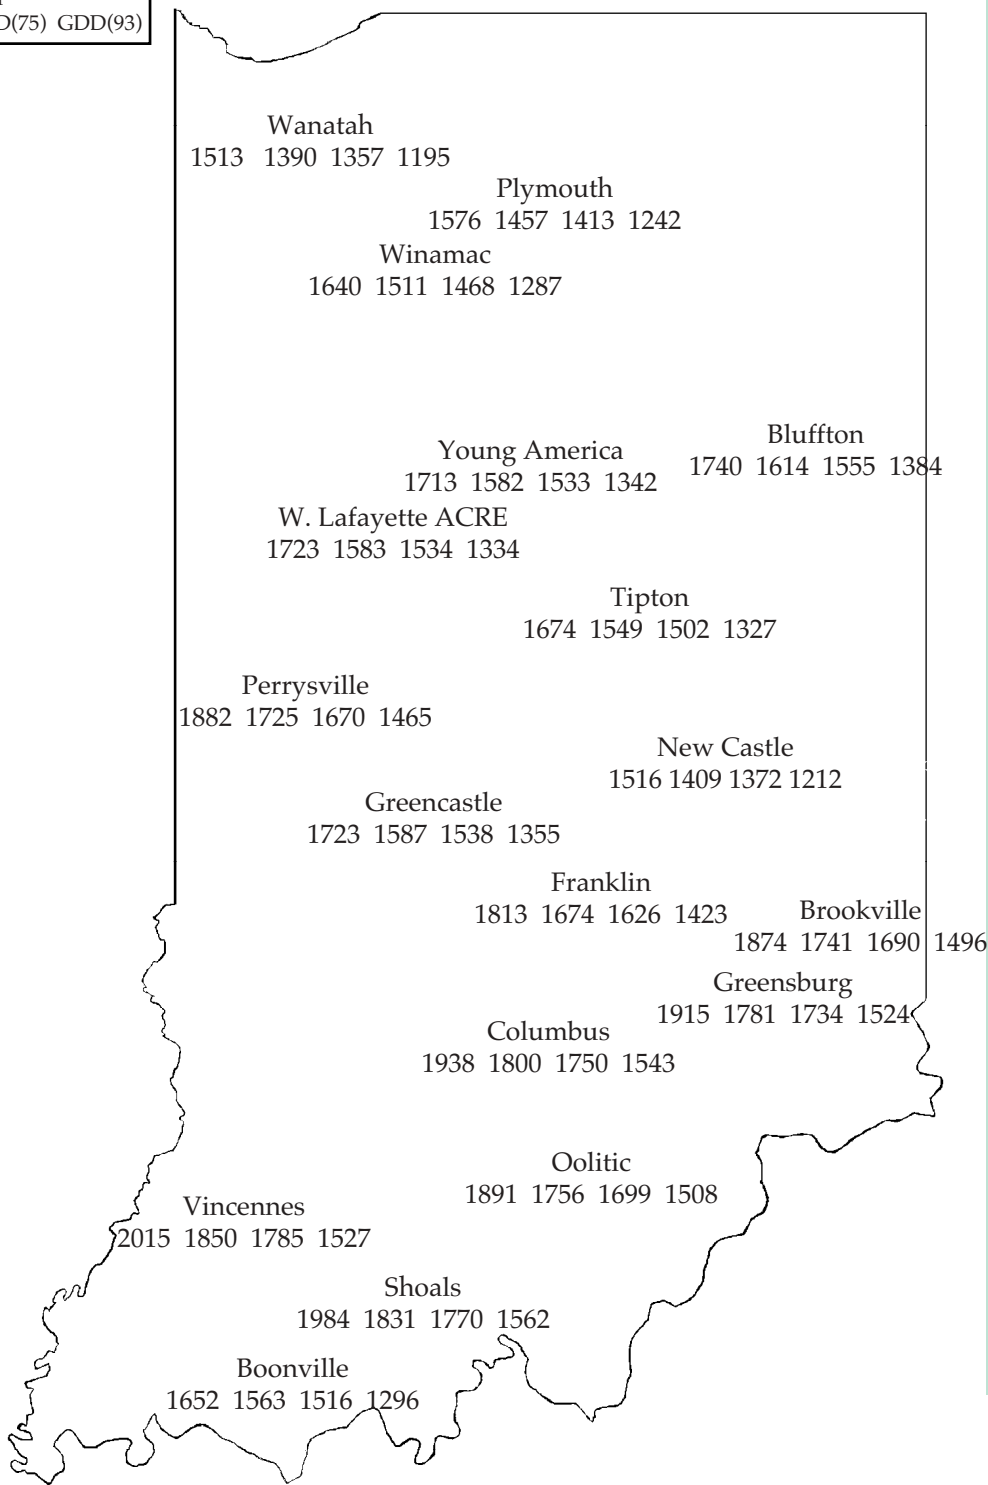 GDD(93)
Wanatah
1513 1390 1357 1195
Plymouth
1576 1457 1413 1242
Winamac
1640 1511 1468 1287
Bluffton
1740 1614 1555 1384
Young America
1713 1582 1533 1342
W. Lafayette ACRE
1723 1583 1534 1334
Tipton
1674 1549 1502 1327
Perrysville
1882 1725 1670 1465
New Castle
1516 1409 1372 1212
Greencastle
1723 1587 1538 1355
Franklin
1813 1674 1626 1423
Brookville
1874 1741 1690 1496
Greensburg
1915 1781 1734 1524
Columbus
1938 1800 1750 1543
Oolitic
1891 1756 1699 1508
Vincennes
2015 1850 1785 1527
Shoals
1984 1831 1770 1562
Boonville
1652 1563 1516 1296